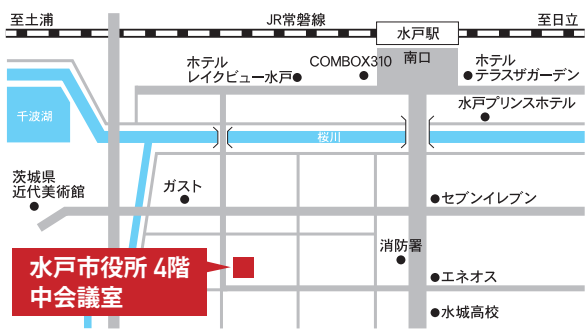 至土浦
JR常磐線
至日立
水戸駅
南口
ホテル
レイクビュー水戸
COMBOX310
ホテル
テラスザガーデン
水戸プリンスホテル
千波湖
桜川
茨城県
近代美術館
ガスト
セブンイレブン
消防署
水戸市役所 4階
中会議室
エネオス
水城高校